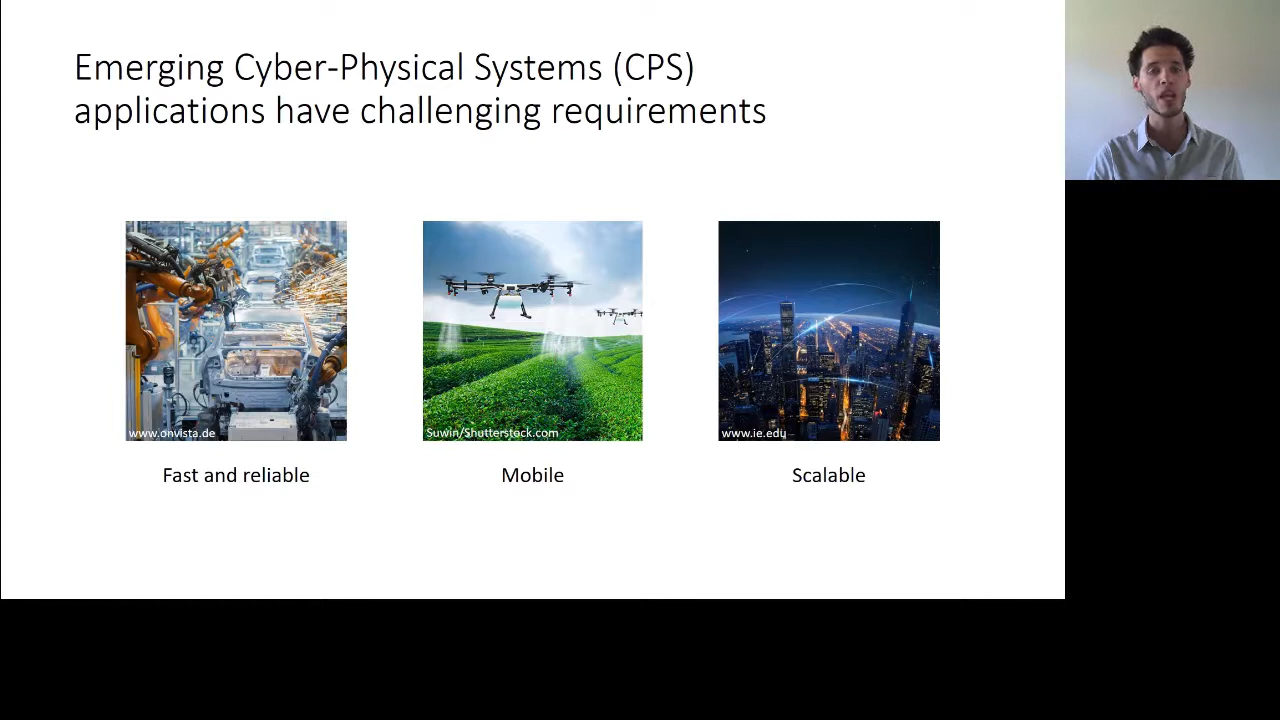 Emerging Cyber-Physical Systems (CPS)
applications have challenging requirements
www.onvista.de
Suwin/Shutterstock.com
www.ie.edu
Fast and reliable
Mobile
Scalable